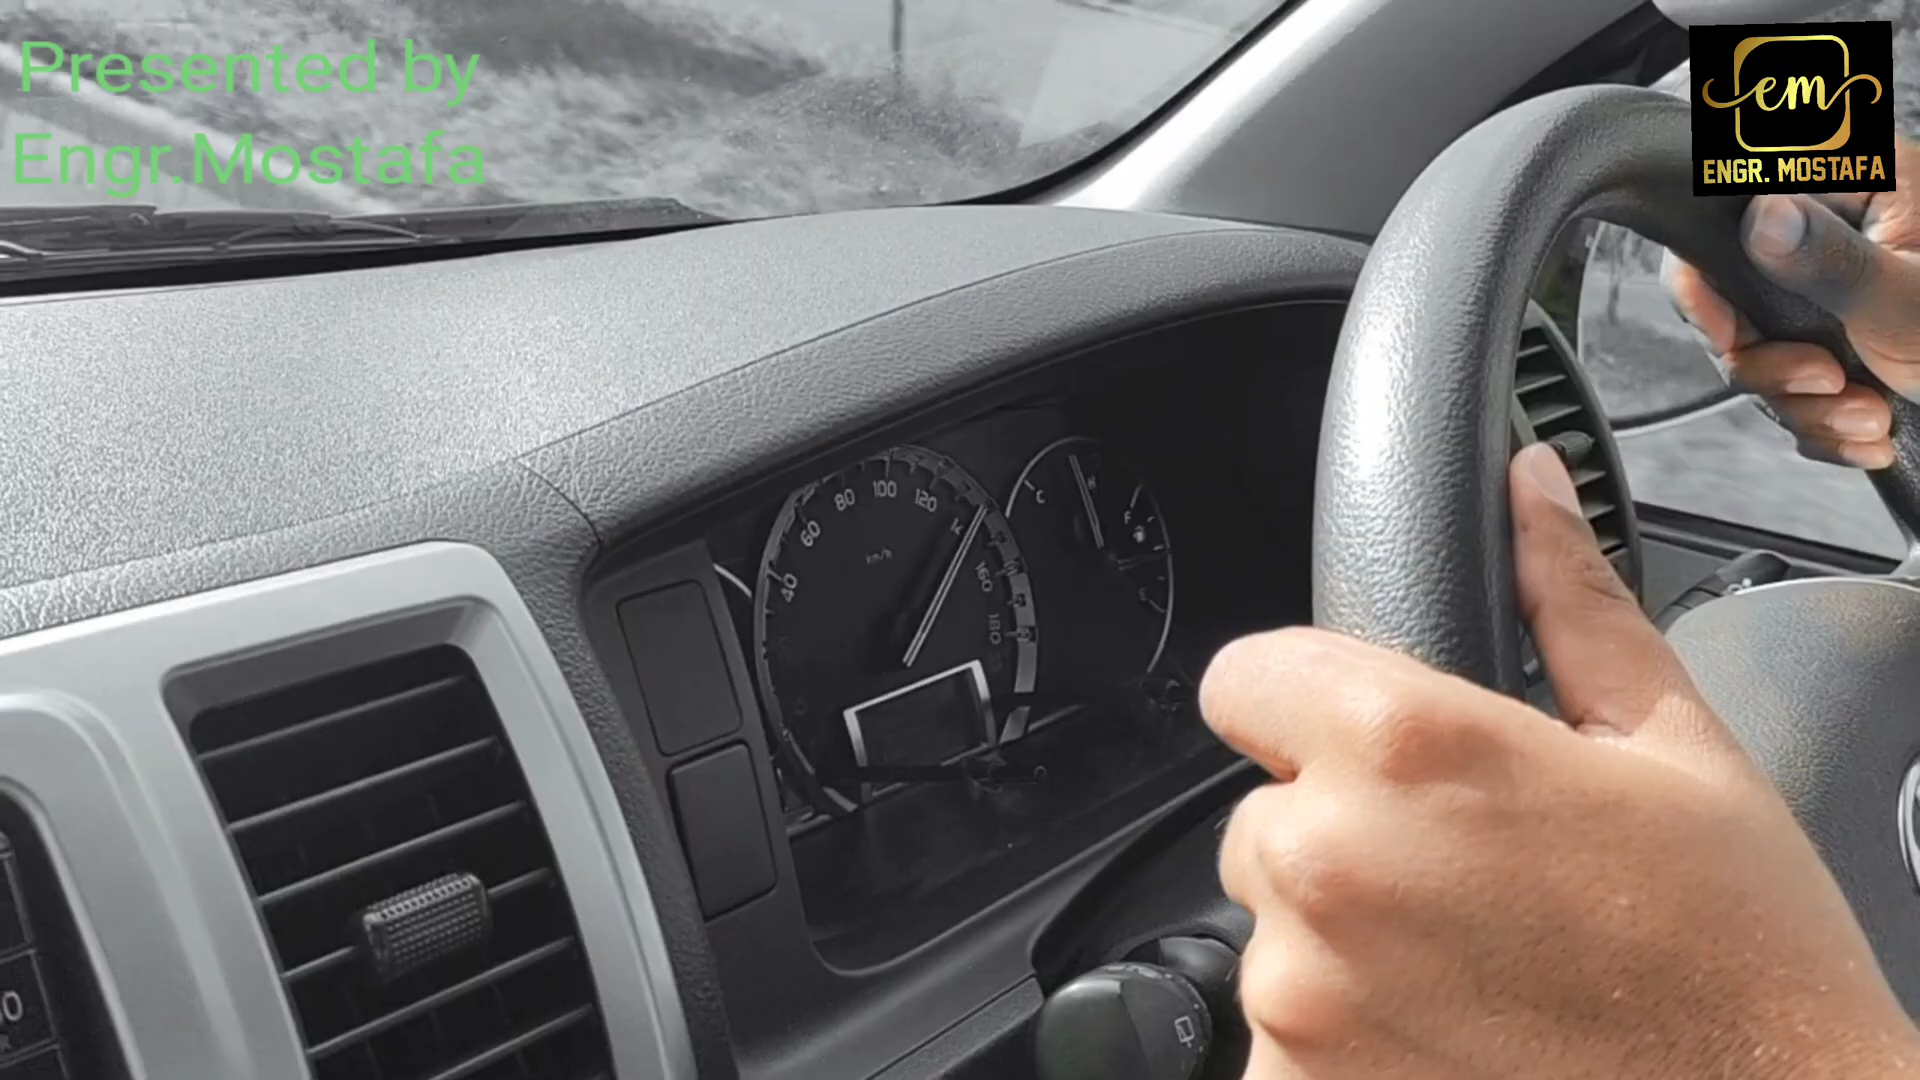 Presented by
Engr.Mostafa
em
ENGR. MOSTAFA
40
60
80
100
120
160
180
km/h
C
H
F